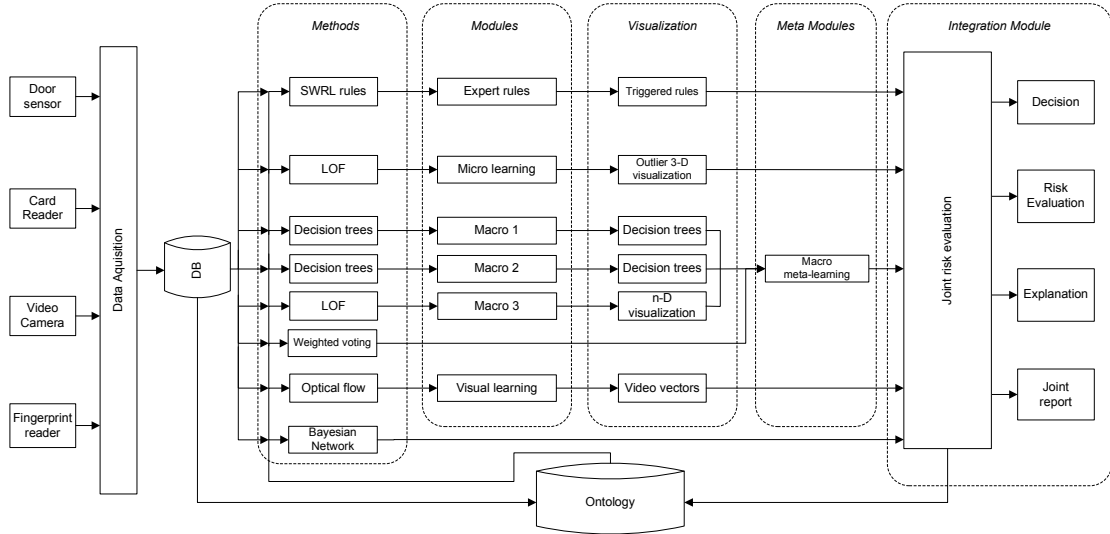 Methods
Modules
Visualization
Meta Modules
Integration Module
Door
sensor
Card
Reader
Video
Camera
Fingerprint
reader
Data Aquisition
DB
SWRL rules
Expert rules
Triggered rules
LOF
Micro learning
Outlier 3-D
visualization
Decision trees
Macro 1
Decision trees
Decision trees
Macro 2
Decision trees
LOF
Macro 3
n-D
visualization
Weighted voting
Optical flow
Visual learning
Video vectors
Bayesian
Network
Macro
meta-learning
Joint risk evaluation
Decision
Risk
Evaluation
Explanation
Joint
report
Ontology